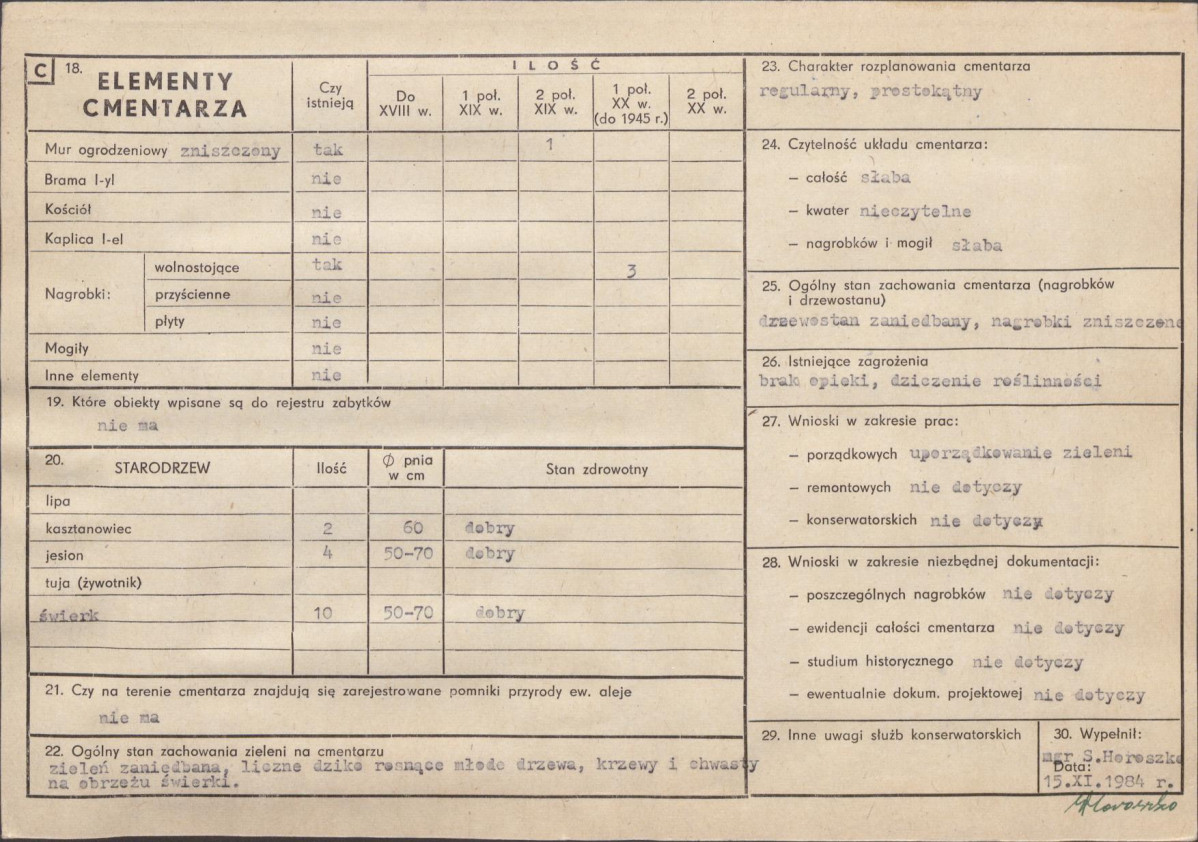 C 18. ELEMENTY CMENTARZA
Czy istnieją
ILOŚĆ
Do XVIII w.
1 poł. XIX w.
2 poł. XIX w.
1 poł. XX w. (do 1945 r.)
2 poł. XX w.
Mur ogrodzeniowy zniszczony tak 1
Brama I-yl nie
Kościół nie
Kaplica I-el nie
Nagrobki:
wolnostojące tak 3
przyścienne nie
płyty nie
Mogiły nie
Inne elementy nie
19. Które obiekty wpisane są do rejestru zabytków
nie ma
20. STARODRZEW Ilość Ø pnia w cm Stan zdrowotny
lipa
kasztanowiec 2 60 dobry
jesion 4 50-70 dobry
tuja (żywotnik)
świerk 10 50-70 dobry
21. Czy na terenie cmentarza znajdują się zarejestrowane pomniki przyrody ew. aleje
nie ma
22. Ogólny stan zachowania zieleni na cmentarzu
zieleń zaniedbana, liczne dziko rosnące młode drzewa, krzewy i chwasty
na obrzeżu świerki.
23. Charakter rozplanowania cmentarza
regularny, prostokątny
24. Czytelność układu cmentarza:
– całość słaba
– kwater nieczytelne
– nagrobków i mogił słaba
25. Ogólny stan zachowania cmentarza (nagrobków
i drzewostanu)
drzewostan zaniedbany, nagrobki zniszczone
26. Istniejące zagrożenia
brak opieki, dziczenie roślinności
27. Wnioski w zakresie prac:
– porządkowych uporządkowanie zieleni
– remontowych nie dotyczy
– konserwatorskich nie dotyczy
28. Wnioski w zakresie niezbędnej dokumentacji:
– poszczególnych nagrobków nie dotyczy
– ewidencji całości cmentarza nie dotyczy
– studium historycznego nie dotyczy
– ewentualnie dokum. projektowej nie dotyczy
29. Inne uwagi służb konserwatorskich
30. Wypełnił:
mgr S.Horoszko
Data:
15.XI.1984 r.